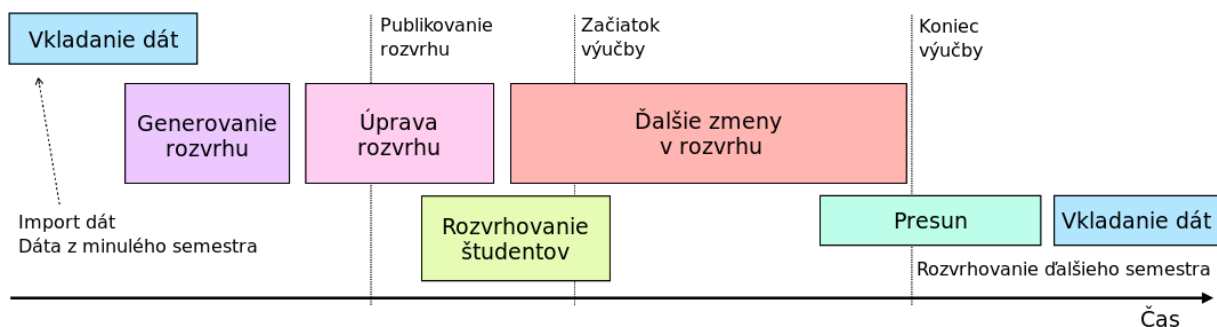 Vkladanie dát
Publikovanie
rozvrhu
Začiatok
výučby
Koniec
výučby
Generovanie
rozvrhu
Úprava
rozvrhu
Ďalšie zmeny
v rozvrhu
Import dát
Dáta z minulého semestra
Rozvrhovanie
študentov
Presun
Vkladanie dát
Rozvrhovanie ďalšieho semestra
Čas